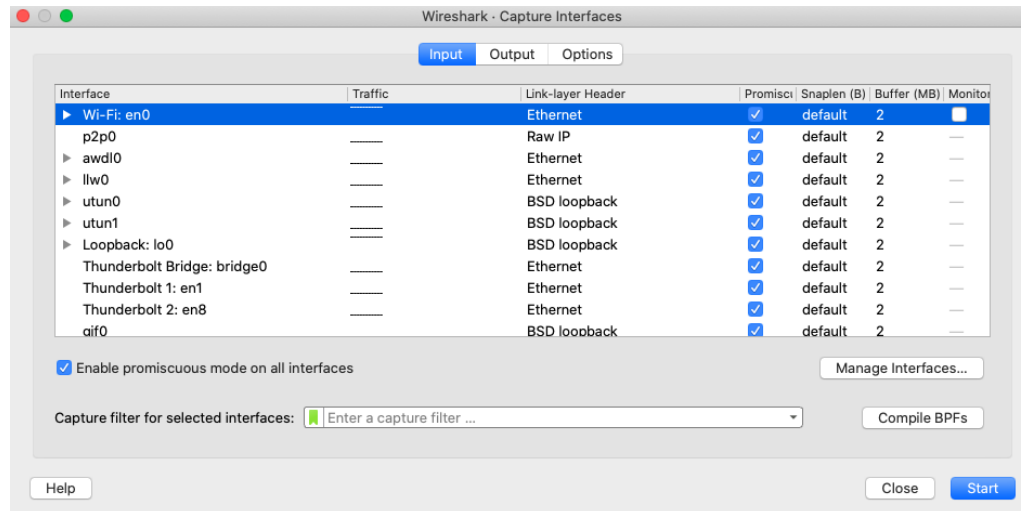 Wireshark · Capture Interfaces
Input Output Options
Interface Traffic Link-layer Header Promisc Snaplen (B) Buffer (MB) Monitor
Wi-Fi: en0 Ethernet default 2
p2p0 Raw IP default 2 —
awdl0 Ethernet default 2 —
llw0 Ethernet default 2 —
utun0 BSD loopback default 2 —
utun1 BSD loopback default 2 —
Loopback: lo0 BSD loopback default 2 —
Thunderbolt Bridge: bridge0 Ethernet default 2 —
Thunderbolt 1: en1 Ethernet default 2 —
Thunderbolt 2: en8 Ethernet default 2 —
gif0 BSD loopback default 2 —
Enable promiscuous mode on all interfaces Manage Interfaces...
Capture filter for selected interfaces: Enter a capture filter ... Compile BPFs
Help Close Start